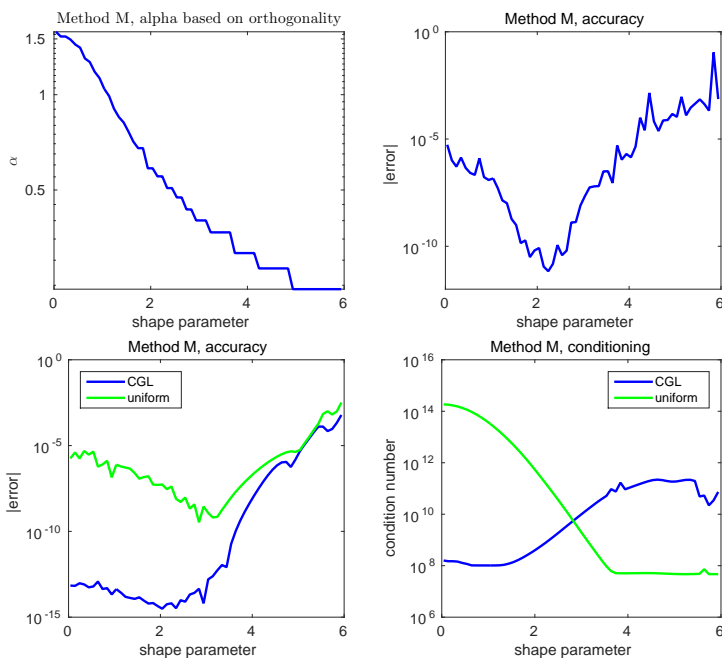 Method M, alpha based on orthogonality
1.5
1
0.5
α
0
2
4
6
shape parameter
Method M, accuracy
10^0
10^-5
10^-10
|error|
0
2
4
6
shape parameter
Method M, accuracy
CGL
uniform
10^0
10^-5
10^-10
10^-15
|error|
0
2
4
6
shape parameter
Method M, conditioning
CGL
uniform
10^16
10^14
10^12
10^10
10^8
10^6
condition number
0
2
4
6
shape parameter